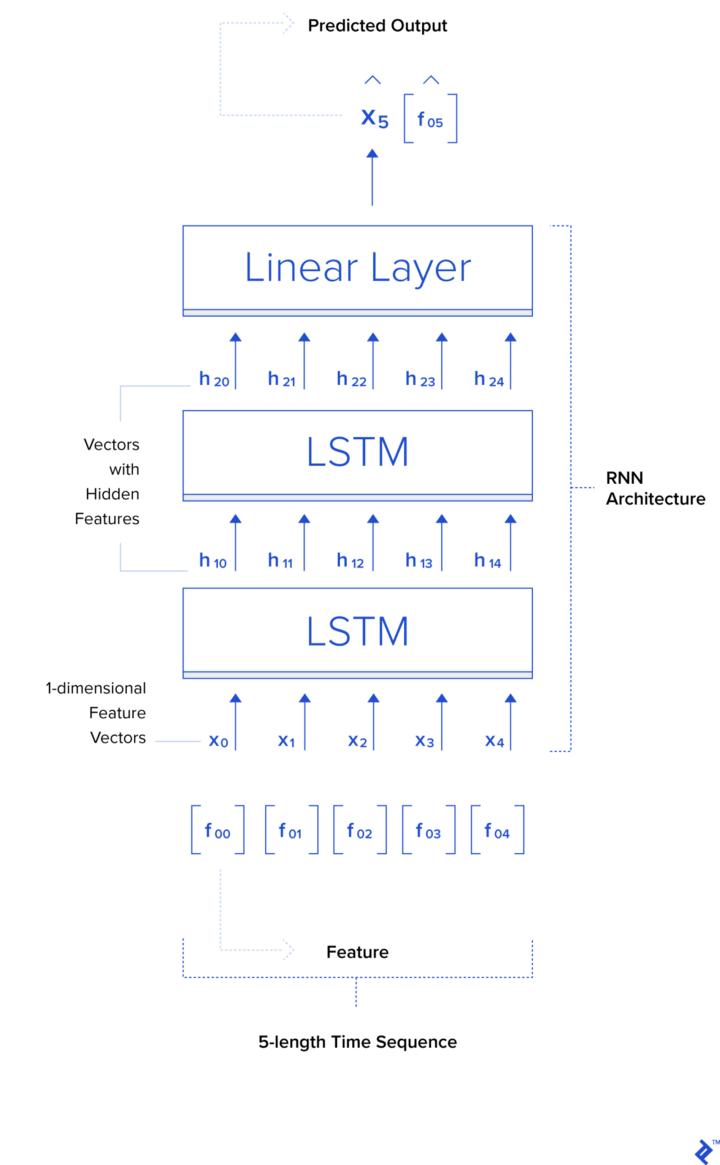 Predicted Output
^ ^
x5 [f05]
Linear Layer
h20 h21 h22 h23 h24
LSTM
Vectors
with
Hidden
Features
RNN
Architecture
h10 h11 h12 h13 h14
LSTM
1-dimensional
Feature
Vectors
x0 x1 x2 x3 x4
[f00] [f01] [f02] [f03] [f04]
Feature
5-length Time Sequence
TM